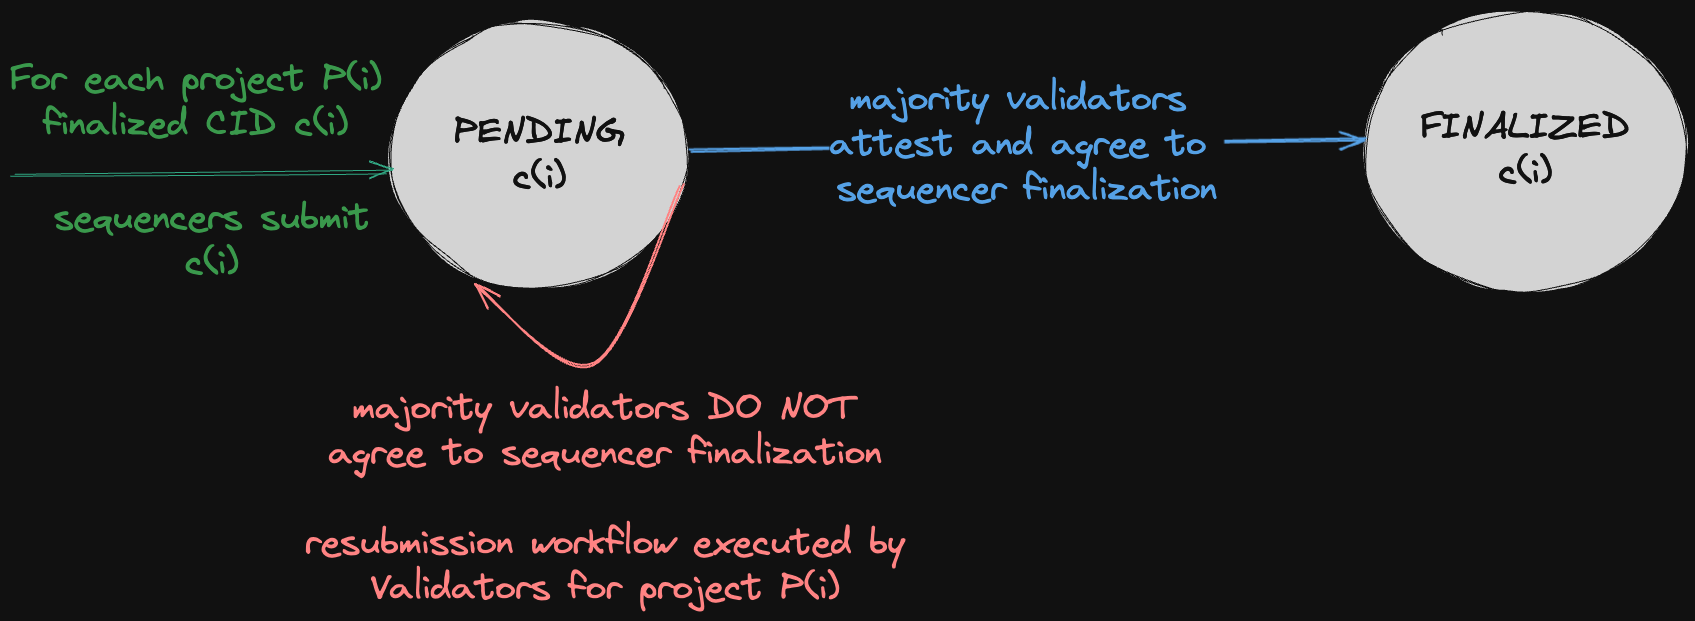 For each project P(i)
finalized CID c(i)
sequencers submit
c(i)
PENDING,
c(i)
majority validators
attest and agree to
sequencer finalization
FINALIZED
c(i)
majority validators DO NOT
agree to sequencer finalization
resubmission workflow executed by
Validators for project P(i)